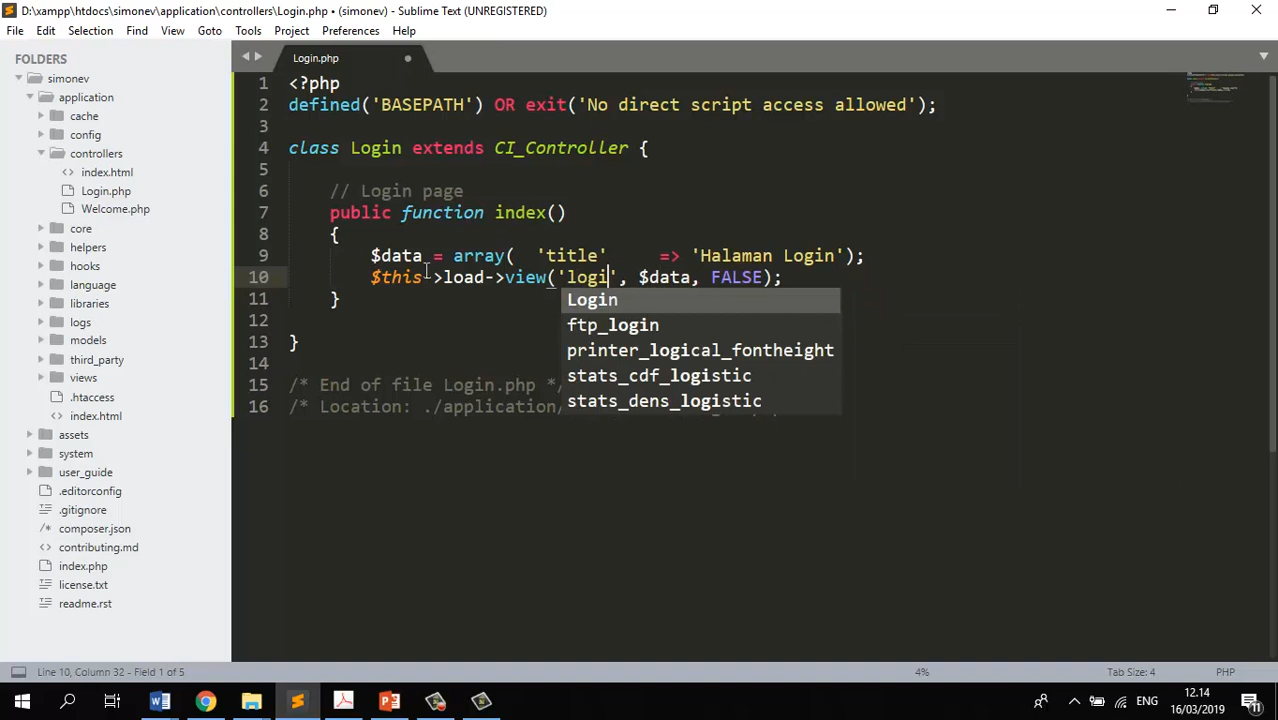 D:\xampp\htdocs\simonev\application\controllers\Login.php • (simonev) - Sublime Text (UNREGISTERED)
File Edit Selection Find View Goto Tools Project Preferences Help
FOLDERS
simonev
application
cache
config
controllers
index.html
Login.php
Welcome.php
core
helpers
hooks
language
libraries
logs
models
third_party
views
.htaccess
index.html
assets
system
user_guide
.editorconfig
.gitignore
composer.json
contributing.md
index.php
license.txt
readme.rst
Login.php
1 <?php
2 defined('BASEPATH') OR exit('No direct script access allowed');
3
4 class Login extends CI_Controller {
5
6 // Login page
7 public function index()
8 {
9 $data = array( 'title' => 'Halaman Login');
10 $this->load->view('logi', $data, FALSE);
11 }
12
13 }
14
15 /* End of file Login.php */
16 /* Location: ./application/
Login
ftp_login
printer_logical_fontheight
stats_cdf_logistic
stats_dens_logistic
Line 10, Column 32 - Field 1 of 5 4% Tab Size: 4 PHP
ENG
12.14
16/03/2019
11